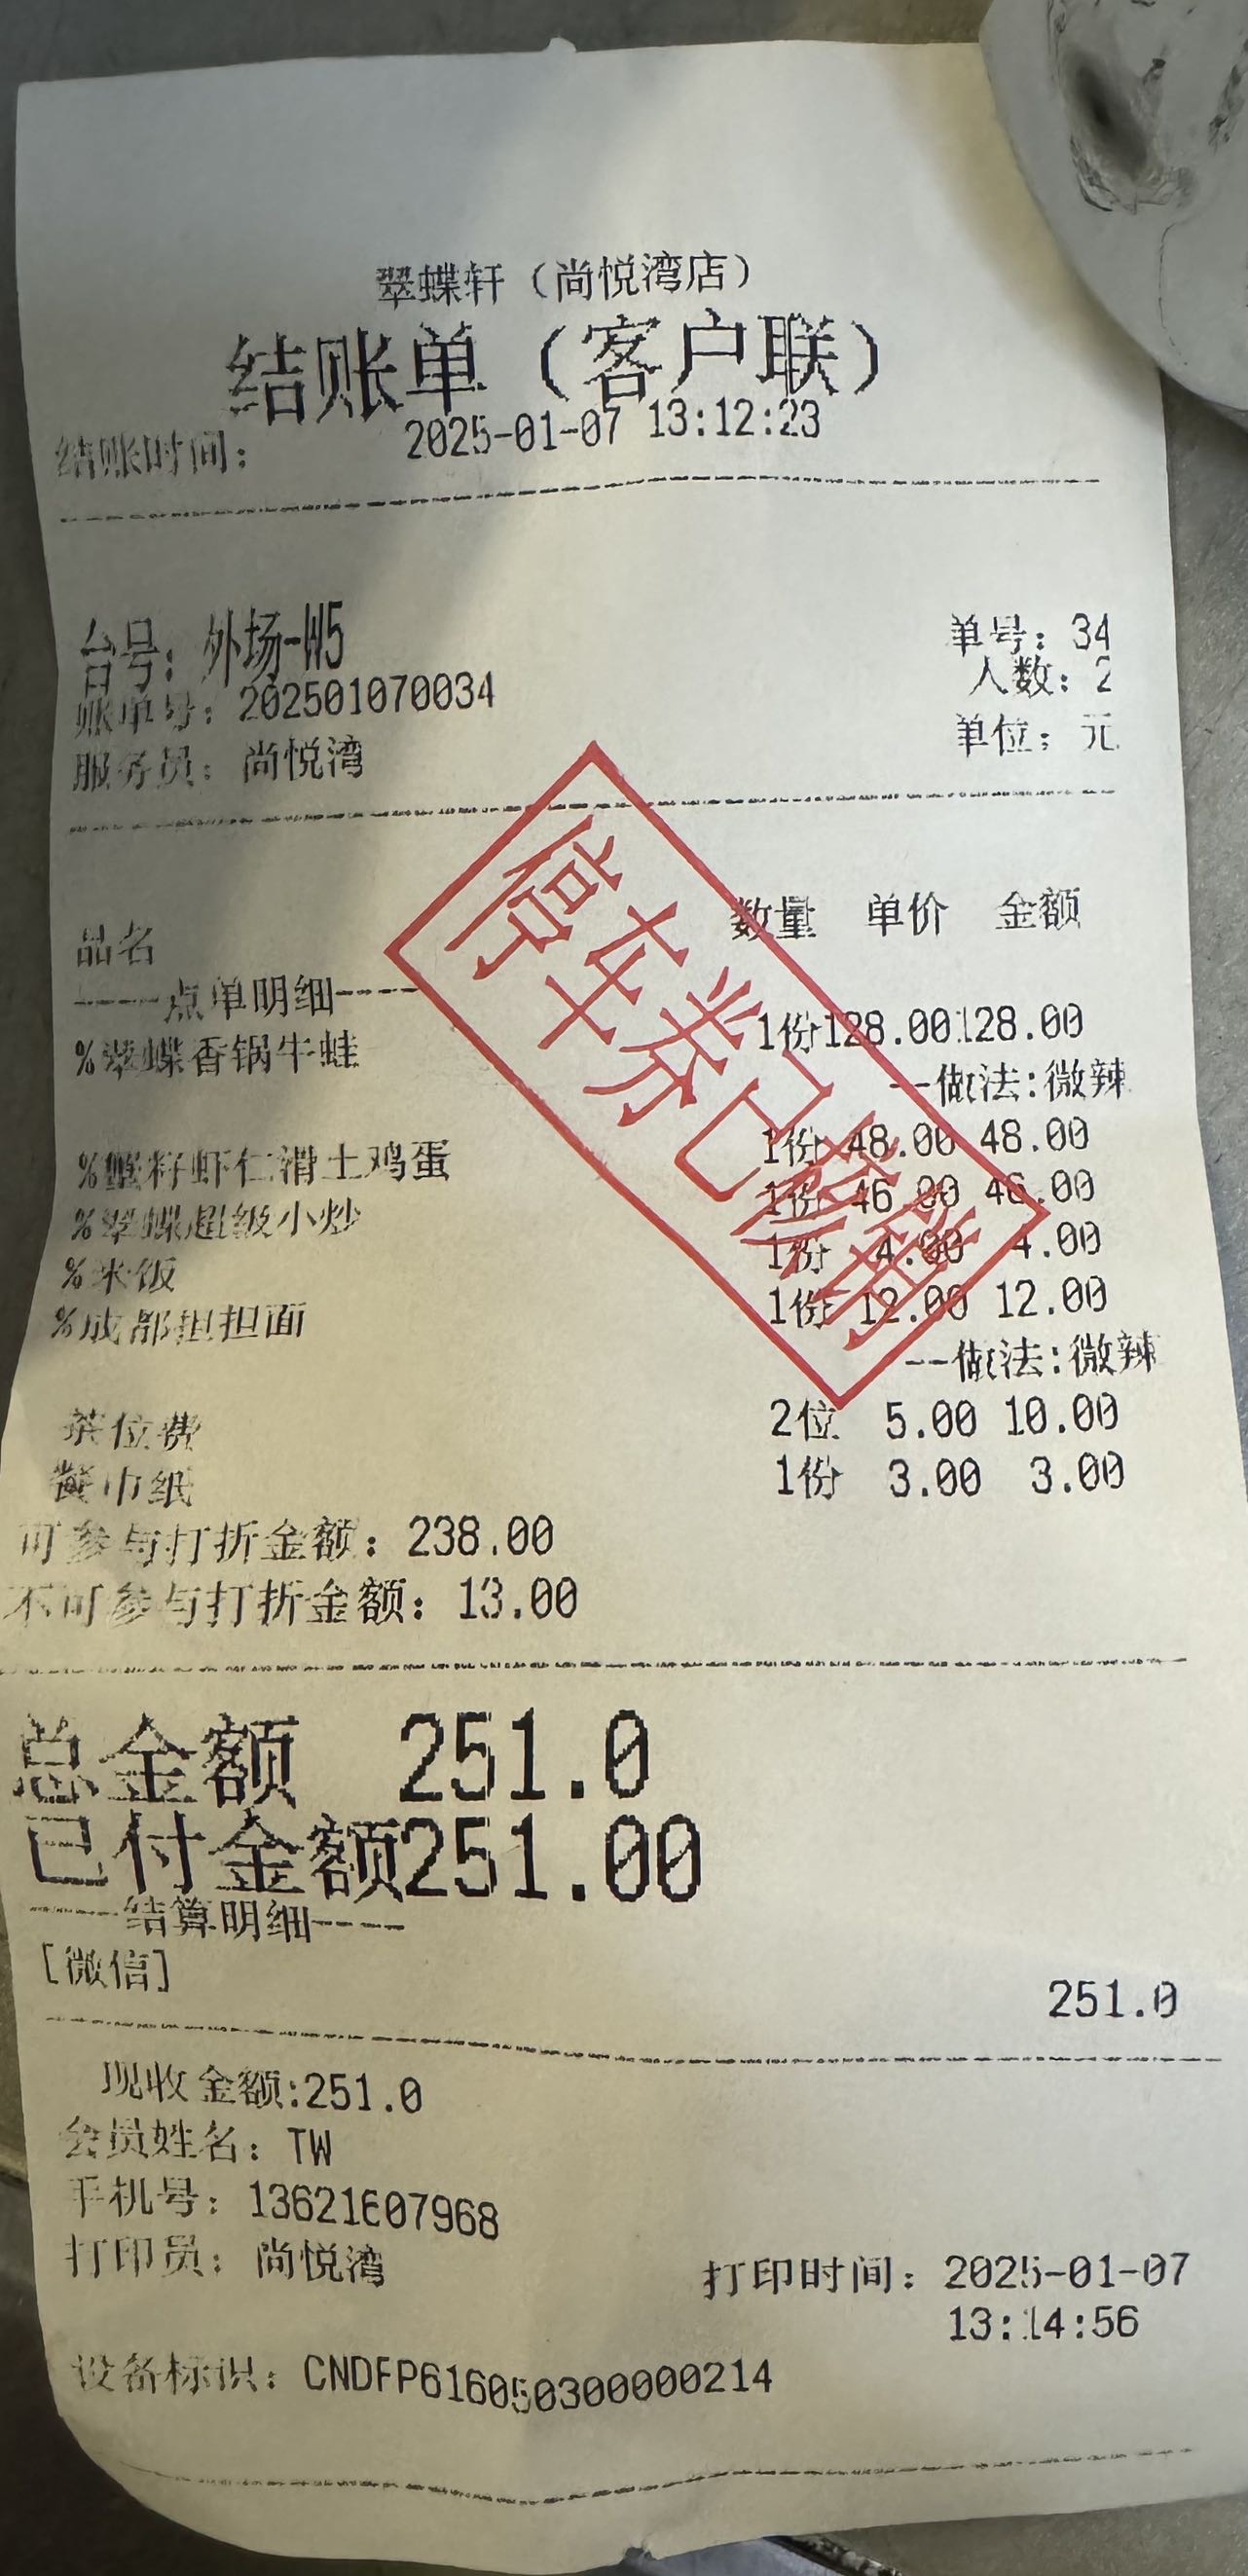 翠蝶轩（尚悦湾店）
结账单（客户联）
结账时间： 2025-01-07 13:12:23
台号：外场-W5 单号：34
人数：2
账单号：202501070034
服务员：尚悦湾 单位：元
停车券已领用
品名 数量 单价 金额
----点单明细----
%翠蝶香锅牛蛙 1份 128.00 128.00
--做法:微辣
%蟹籽虾仁滑土鸡蛋 1份 48.00 48.00
%翠蝶超级小炒 1份 46.00 46.00
%米饭 1份 4.00 4.00
%成都担担面 1份 12.00 12.00
--做法:微辣
茶位费 2位 5.00 10.00
餐巾纸 1份 3.00 3.00
可参与打折金额：238.00
不可参与打折金额：13.00
总金额 251.0
已付金额251.00
----结算明细----
[微信] 251.0
现收金额:251.0
会员姓名：TW
手机号：13621607968
打印员：尚悦湾 打印时间：2025-01-07
13:14:56
设备标识：CNDFP616050300000214